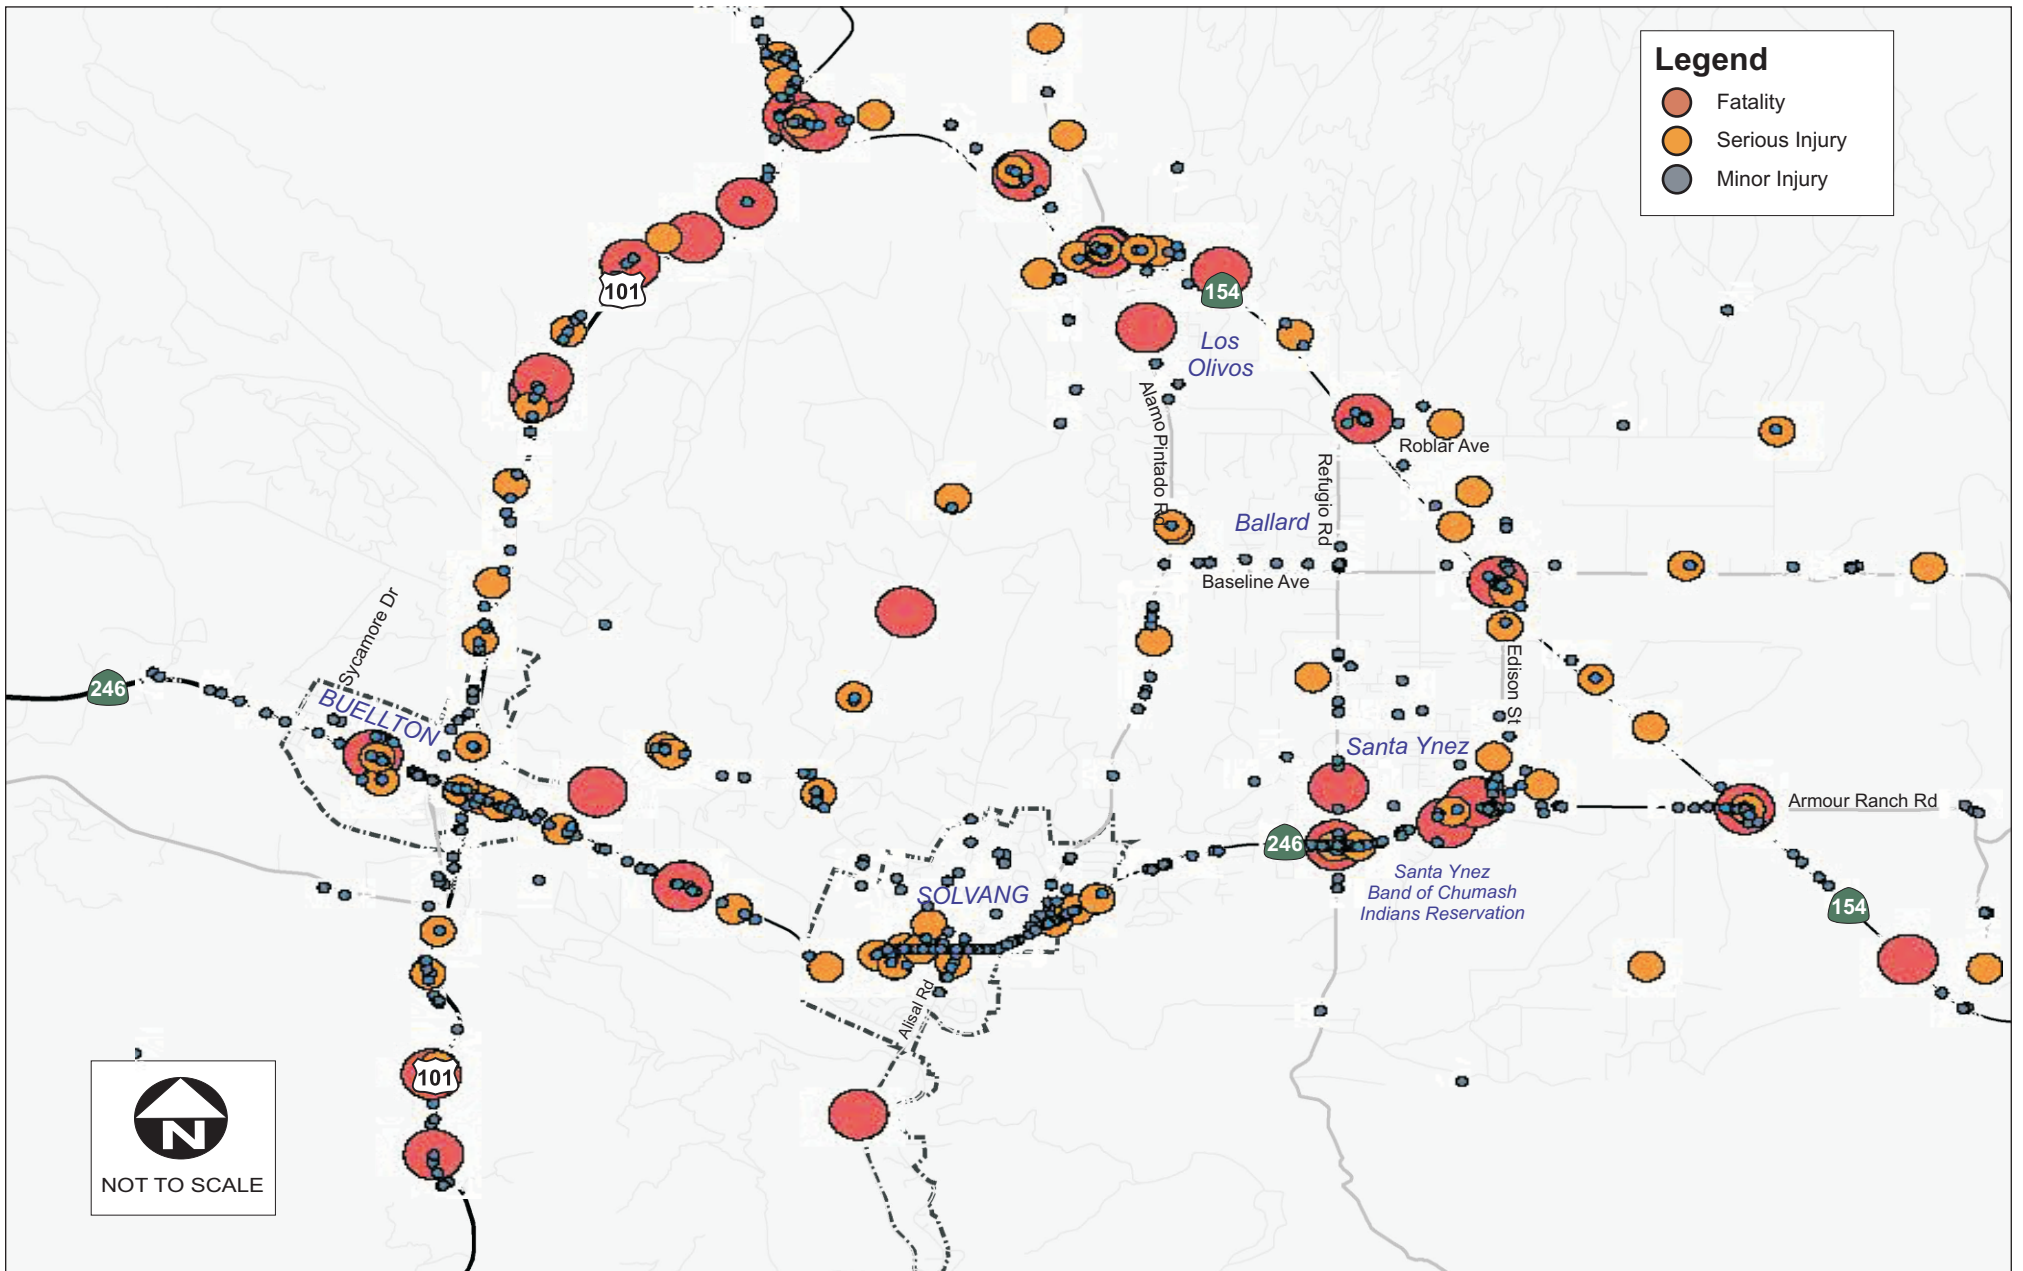 Legend
Fatality
Serious Injury
Minor Injury
101
154
Los
Olivos
Alamo Pintado Rd
Roblar Ave
Refugio Rd
Ballard
Baseline Ave
Sycamore Dr
246
BUELLTON
Edison St
Santa Ynez
Armour Ranch Rd
246
Santa Ynez
Band of Chumash
Indians Reservation
SOLVANG
154
Alisal Rd
101
N
NOT TO SCALE